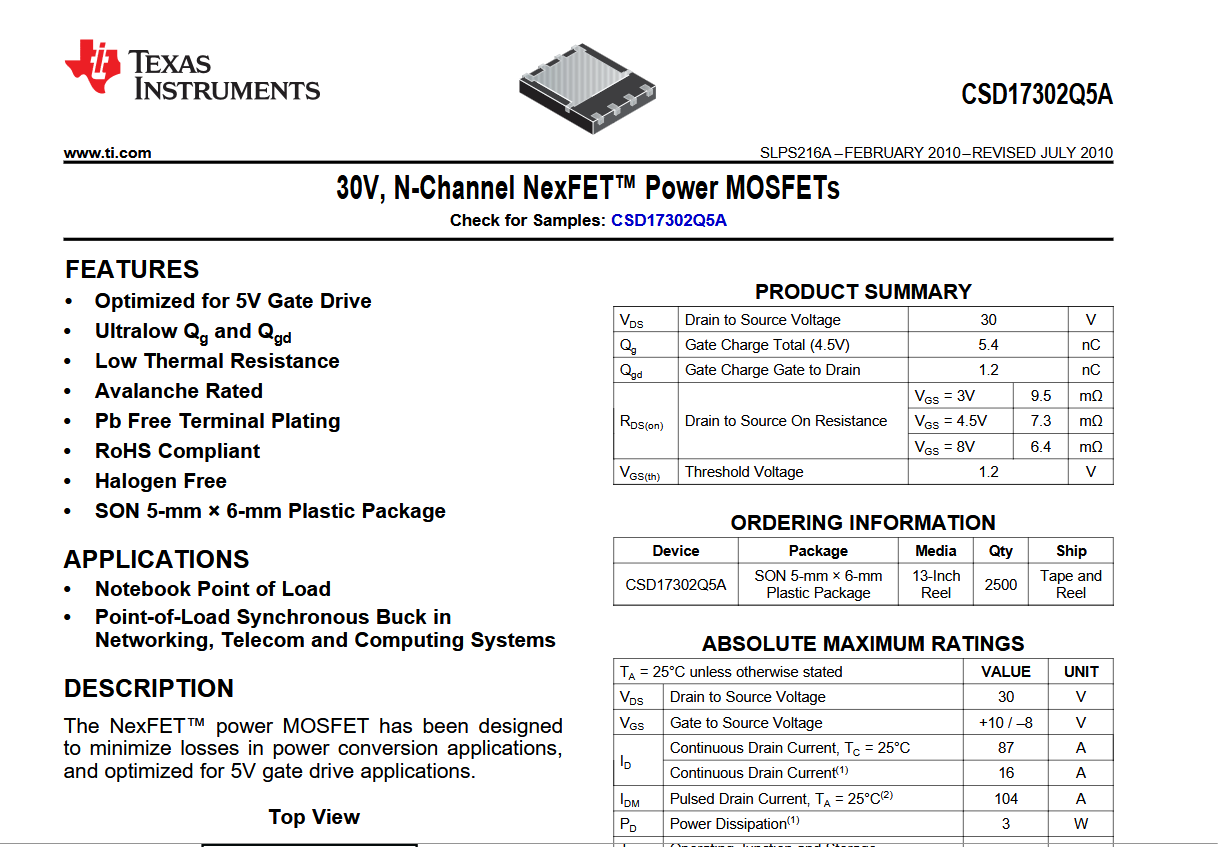 TEXAS
INSTRUMENTS
CSD17302Q5A
www.ti.com
SLPS216A –FEBRUARY 2010–REVISED JULY 2010
30V, N-Channel NexFET™ Power MOSFETs
Check for Samples: CSD17302Q5A
FEATURES
• Optimized for 5V Gate Drive
• Ultralow Qg and Qgd
• Low Thermal Resistance
• Avalanche Rated
• Pb Free Terminal Plating
• RoHS Compliant
• Halogen Free
• SON 5-mm × 6-mm Plastic Package
APPLICATIONS
• Notebook Point of Load
• Point-of-Load Synchronous Buck in
Networking, Telecom and Computing Systems
DESCRIPTION
The NexFET™ power MOSFET has been designed
to minimize losses in power conversion applications,
and optimized for 5V gate drive applications.
Top View
PRODUCT SUMMARY
VDS Drain to Source Voltage 30 V
Qg Gate Charge Total (4.5V) 5.4 nC
Qgd Gate Charge Gate to Drain 1.2 nC
VGS = 3V 9.5 mΩ
RDS(on) Drain to Source On Resistance VGS = 4.5V 7.3 mΩ
VGS = 8V 6.4 mΩ
VGS(th) Threshold Voltage 1.2 V
ORDERING INFORMATION
Device Package Media Qty Ship
CSD17302Q5A SON 5-mm × 6-mm Plastic Package 13-Inch Reel 2500 Tape and Reel
ABSOLUTE MAXIMUM RATINGS
TA = 25°C unless otherwise stated VALUE UNIT
VDS Drain to Source Voltage 30 V
VGS Gate to Source Voltage +10 / –8 V
ID Continuous Drain Current, TC = 25°C 87 A
Continuous Drain Current(1) 16 A
IDM Pulsed Drain Current, TA = 25°C(2) 104 A
PD Power Dissipation(1) 3 W